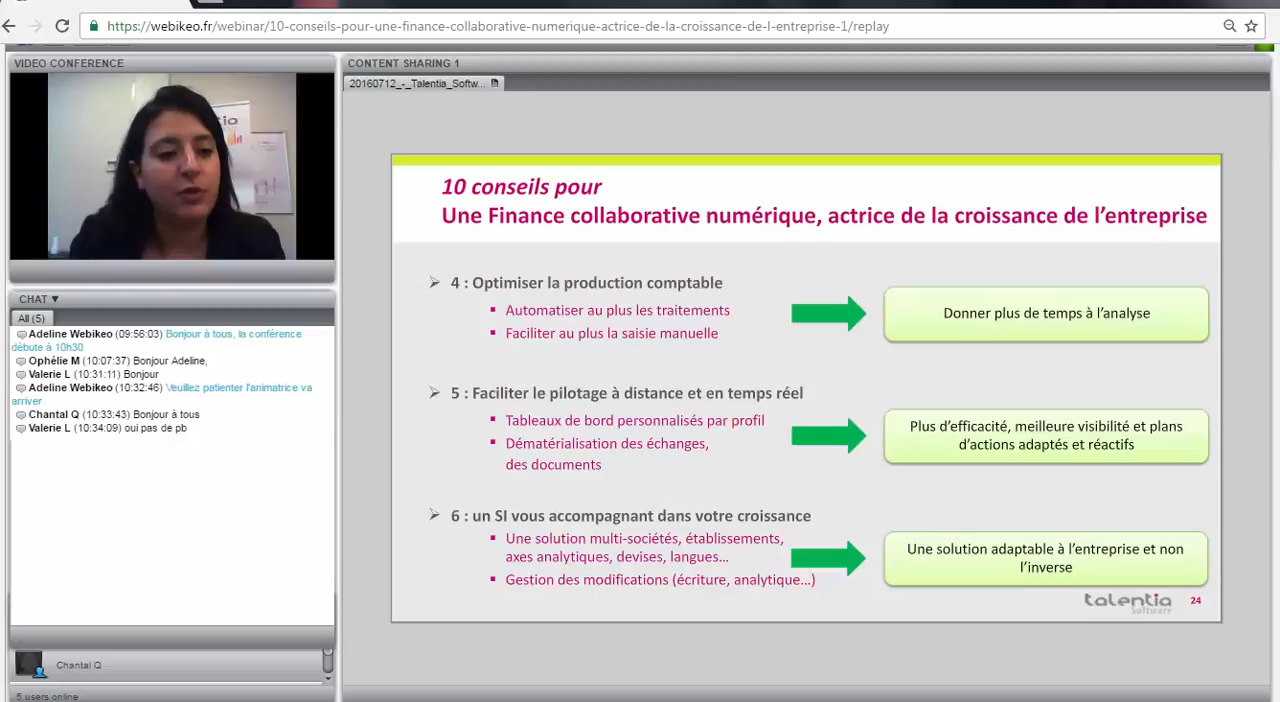 https://webikeo.fr/webinar/10-conseils-pour-une-finance-collaborative-numerique-actrice-de-la-croissance-de-l-entreprise-1/replay
VIDEO CONFERENCE
CHAT ▼
All (5)
Adeline Webikeo (09:56:03) Bonjour à tous, la conférence
débute à 10h30
Ophélie M (10:07:37) Bonjour Adeline,
Valerie L (10:31:11) Bonjour
Adeline Webikeo (10:32:46) Veuillez patienter l'animatrice va
arriver
Chantal Q (10:33:43) Bonjour à tous
Valerie L (10:34:09) oui pas de pb
Chantal Q
5 users online
CONTENT SHARING 1
20160712_-_Talentia_Softw...
10 conseils pour
Une Finance collaborative numérique, actrice de la croissance de l'entreprise
4 : Optimiser la production comptable
Automatiser au plus les traitements
Faciliter au plus la saisie manuelle
Donner plus de temps à l'analyse
5 : Faciliter le pilotage à distance et en temps réel
Tableaux de bord personnalisés par profil
Dématérialisation des échanges,
des documents
Plus d'efficacité, meilleure visibilité et plans
d'actions adaptés et réactifs
6 : un SI vous accompagnant dans votre croissance
Une solution multi-sociétés, établissements,
axes analytiques, devises, langues…
Gestion des modifications (écriture, analytique…)
Une solution adaptable à l'entreprise et non
l'inverse
talentia
software
24